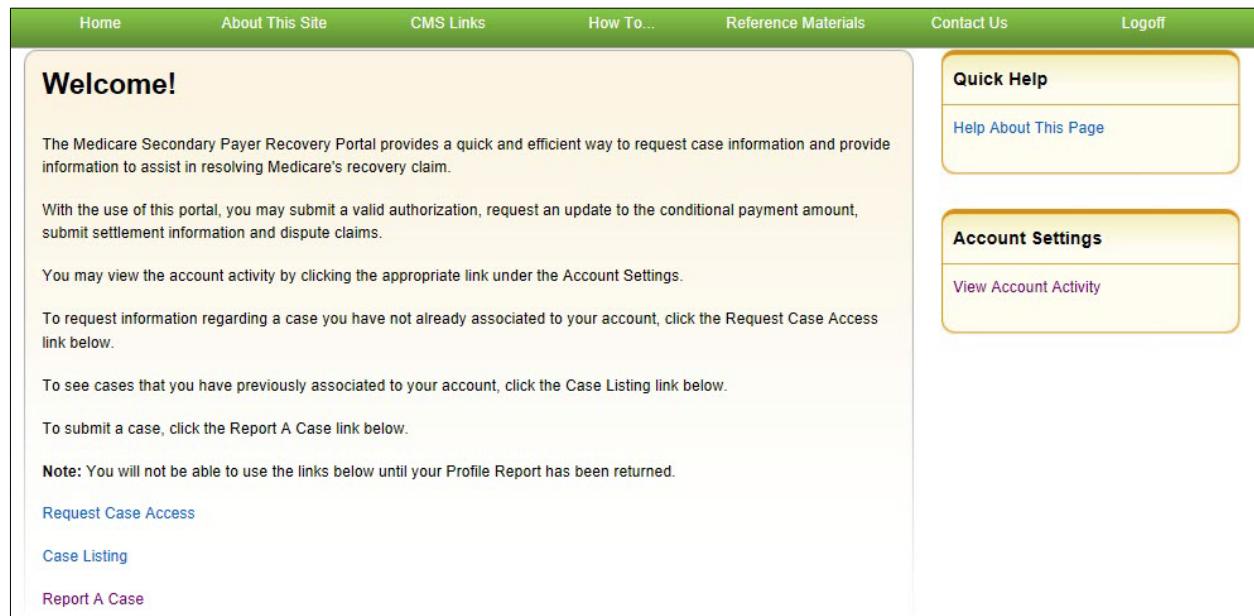 Home About This Site CMS Links How To... Reference Materials Contact Us Logoff
Welcome!
The Medicare Secondary Payer Recovery Portal provides a quick and efficient way to request case information and provide
information to assist in resolving Medicare's recovery claim.
With the use of this portal, you may submit a valid authorization, request an update to the conditional payment amount,
submit settlement information and dispute claims.
You may view the account activity by clicking the appropriate link under the Account Settings.
To request information regarding a case you have not already associated to your account, click the Request Case Access
link below.
To see cases that you have previously associated to your account, click the Case Listing link below.
To submit a case, click the Report A Case link below.
Note: You will not be able to use the links below until your Profile Report has been returned.
Request Case Access
Case Listing
Report A Case
Quick Help
Help About This Page
Account Settings
View Account Activity